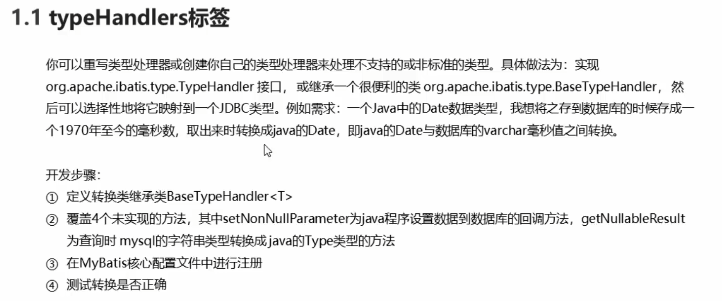 1.1 typeHandlers标签
你可以重写类型处理器或创建你自己的类型处理器来处理不支持的或非标准的类型。具体做法为：实现
org.apache.ibatis.type.TypeHandler 接口，或继承一个很便利的类 org.apache.ibatis.type.BaseTypeHandler，然
后可以选择性地将它映射到一个JDBC类型。例如需求：一个Java中的Date数据类型，我想将之存到数据库的时候存成一
个1970年至今的毫秒数，取出来时转换成java的Date，即java的Date与数据库的varchar毫秒值之间转换。
开发步骤：
① 定义转换类继承类BaseTypeHandler<T>
② 覆盖4个未实现的方法，其中setNonNullParameter为java程序设置数据到数据库的回调方法，getNullableResult
为查询时 mysql的字符串类型转换成 java的Type类型的方法
③ 在MyBatis核心配置文件中进行注册
④ 测试转换是否正确